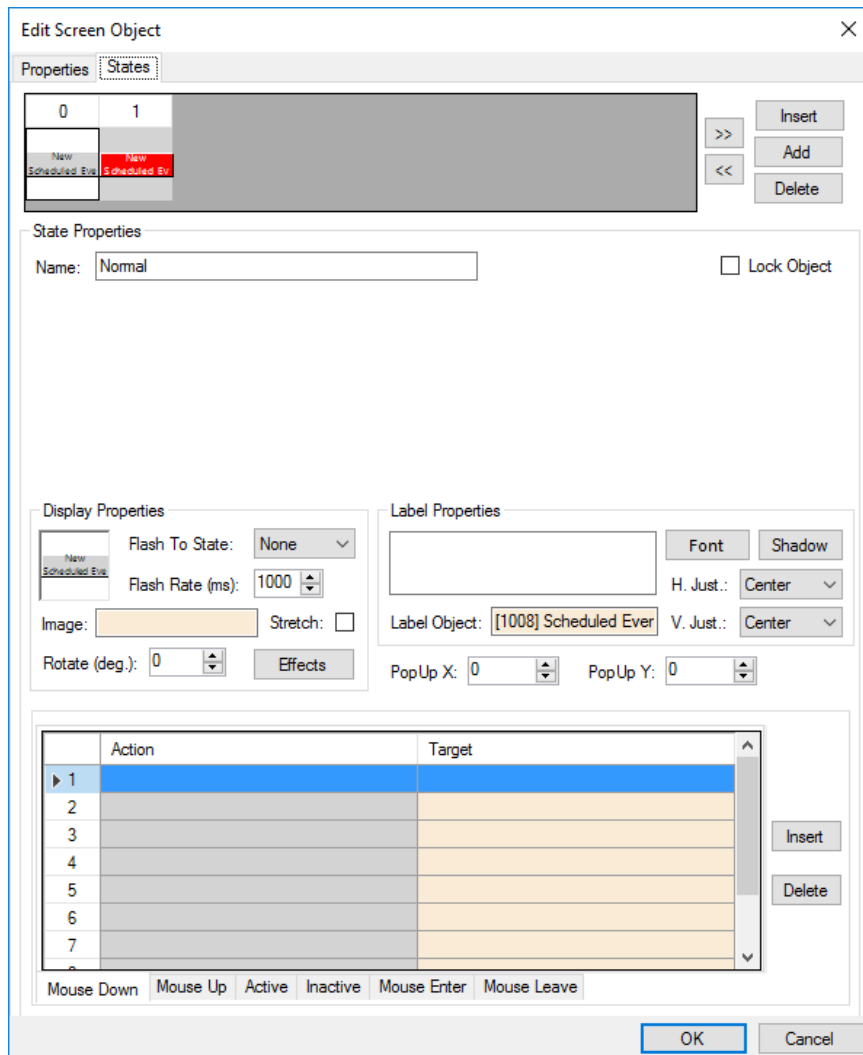 Edit Screen Object
Properties States
0 1
New
Scheduled Eve
New
Scheduled Ev
>>
<<
Insert
Add
Delete
State Properties
Name: Normal
Lock Object
Display Properties
New
Scheduled Eve
Flash To State: None
Flash Rate (ms): 1000
Image:
Stretch:
Rotate (deg.): 0
Effects
Label Properties
Font
Shadow
H. Just.: Center
Label Object: [1008] Scheduled Ever
V. Just.: Center
PopUp X: 0
PopUp Y: 0
Action Target
1
2
3
4
5
6
7
Insert
Delete
Mouse Down Mouse Up Active Inactive Mouse Enter Mouse Leave
OK Cancel